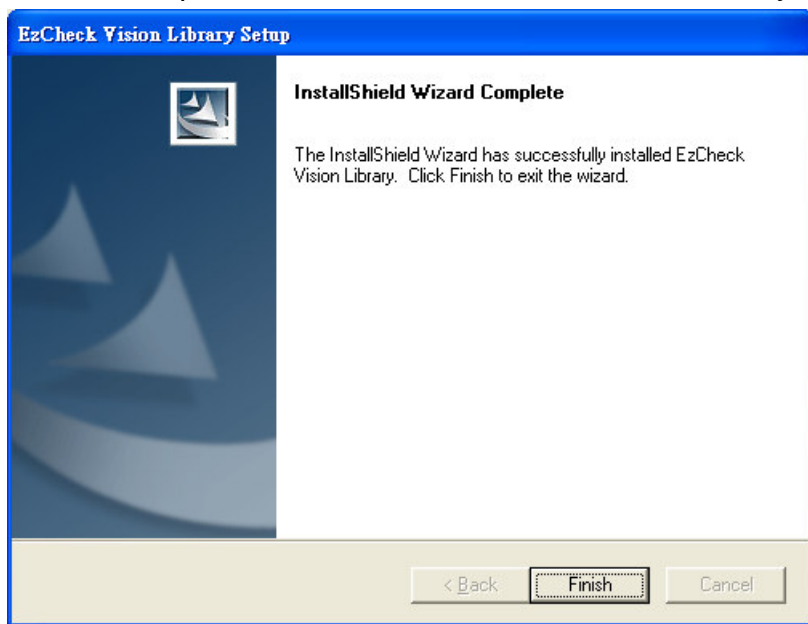 EzCheck Vision Library Setup
InstallShield Wizard Complete
The InstallShield Wizard has successfully installed EzCheck
Vision Library. Click Finish to exit the wizard.
< Back
Finish
Cancel